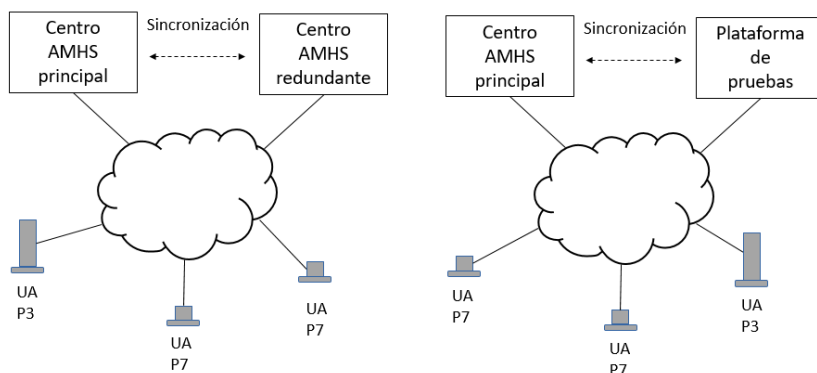 Centro
AMHS
principal
Sincronización
Centro
AMHS
redundante
UA
P3
UA
P7
UA
P7
Centro
AMHS
principal
Sincronización
Plataforma
de
pruebas
UA
P7
UA
P7
UA
P3